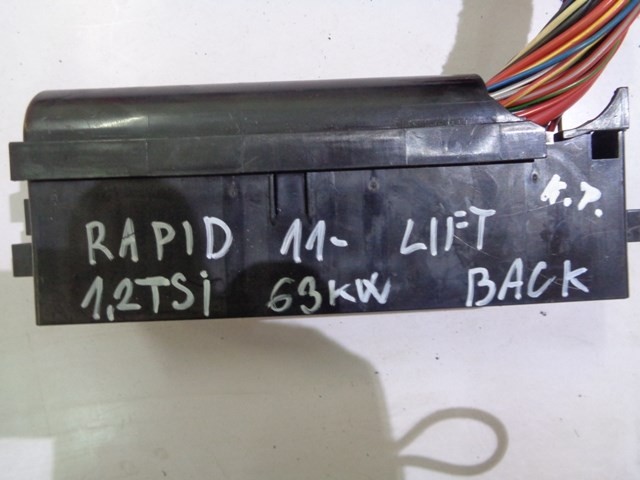 A.P.
RAPID 11- LIFT
1,2TSi 63KW BACK